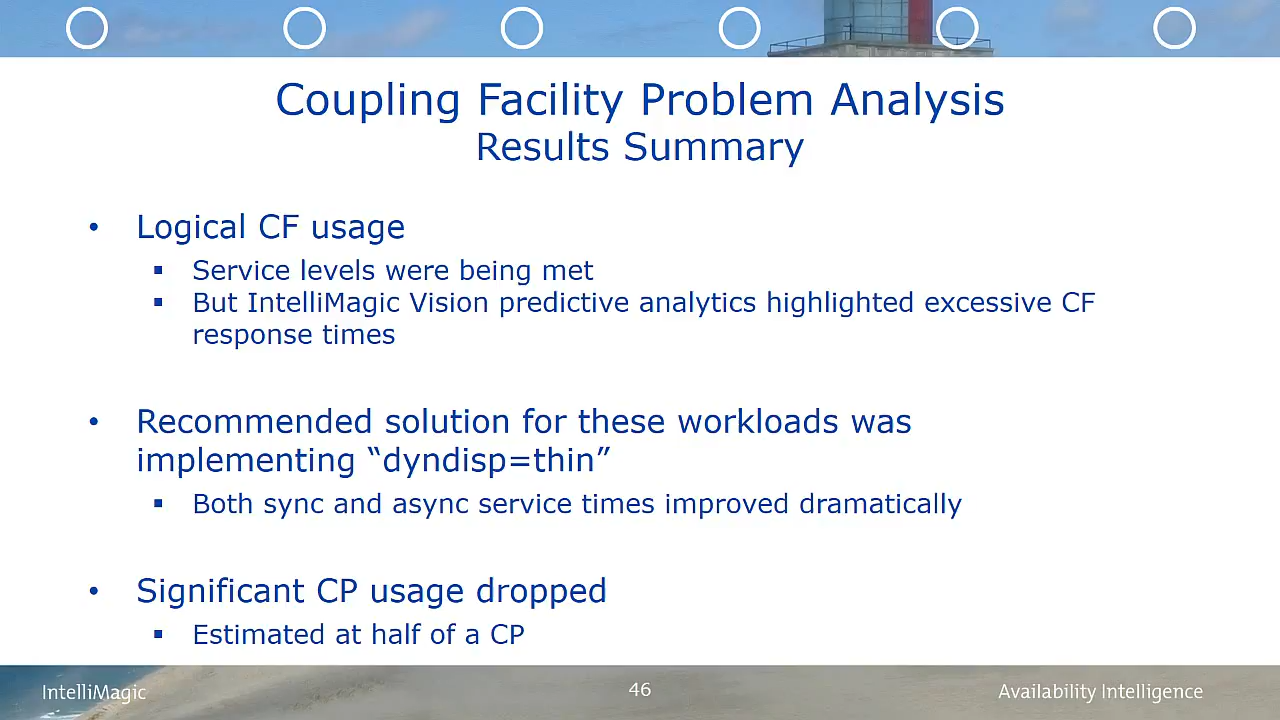 Coupling Facility Problem Analysis
Results Summary
• Logical CF usage
▪ Service levels were being met
▪ But IntelliMagic Vision predictive analytics highlighted excessive CF
response times
• Recommended solution for these workloads was
implementing “dyndisp=thin”
▪ Both sync and async service times improved dramatically
• Significant CP usage dropped
▪ Estimated at half of a CP
IntelliMagic
46
Availability Intelligence